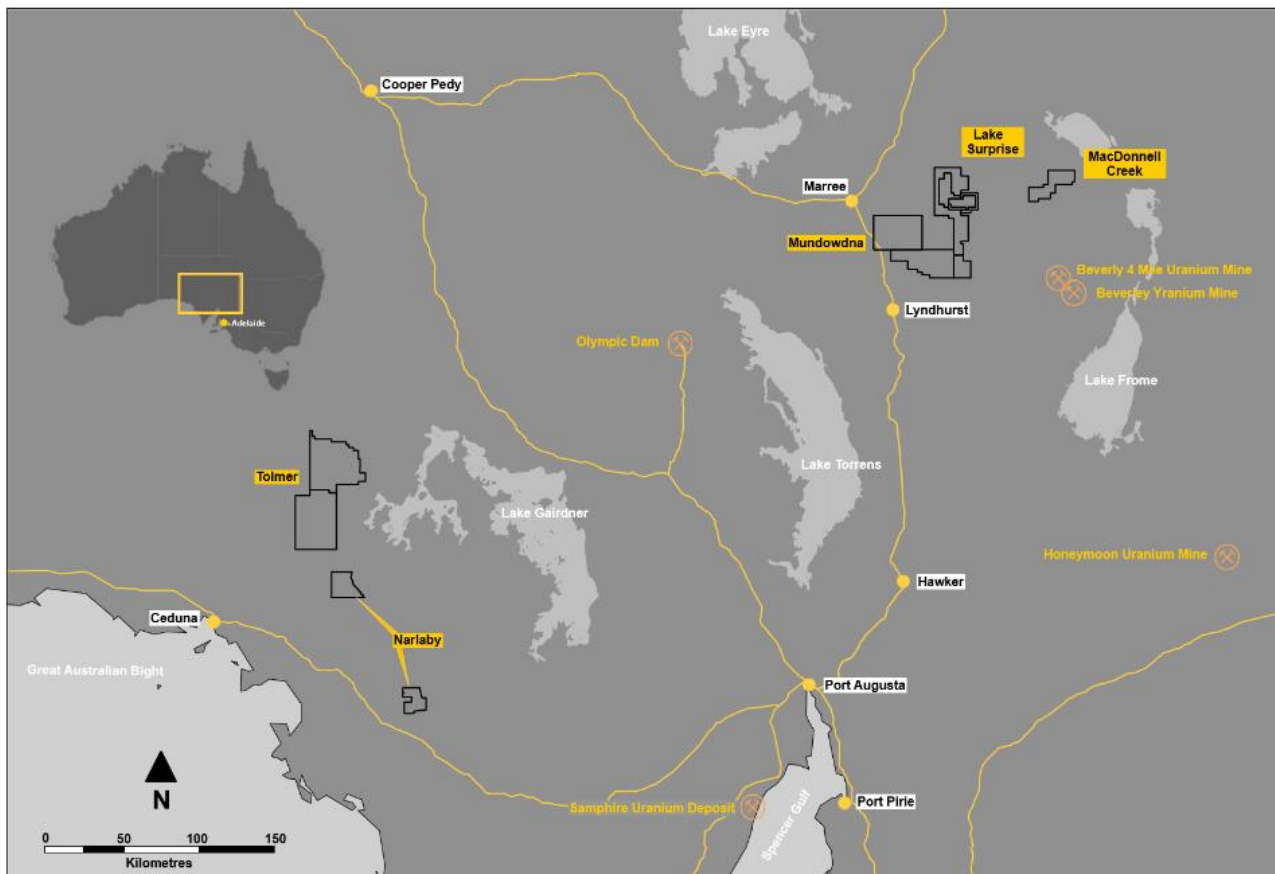 Lake Eyre
Cooper Pedy
Lake
Surprise
MacDonnell
Creek
Marree
Mundowdna
Beverly 4 Mile Uranium Mine
Beverley Yranium Mine
Lyndhurst
Adelaide
Olympic Dam
Lake Frome
Lake Torrens
Tolmer
Lake Gairdner
Honeymoon Uranium Mine
Hawker
Ceduna
Narlaby
Great Australian Bight
Port Augusta
N
Samphire Uranium Deposit
Port Pirie
Spencer Gulf
0 50 100 150
Kilometres